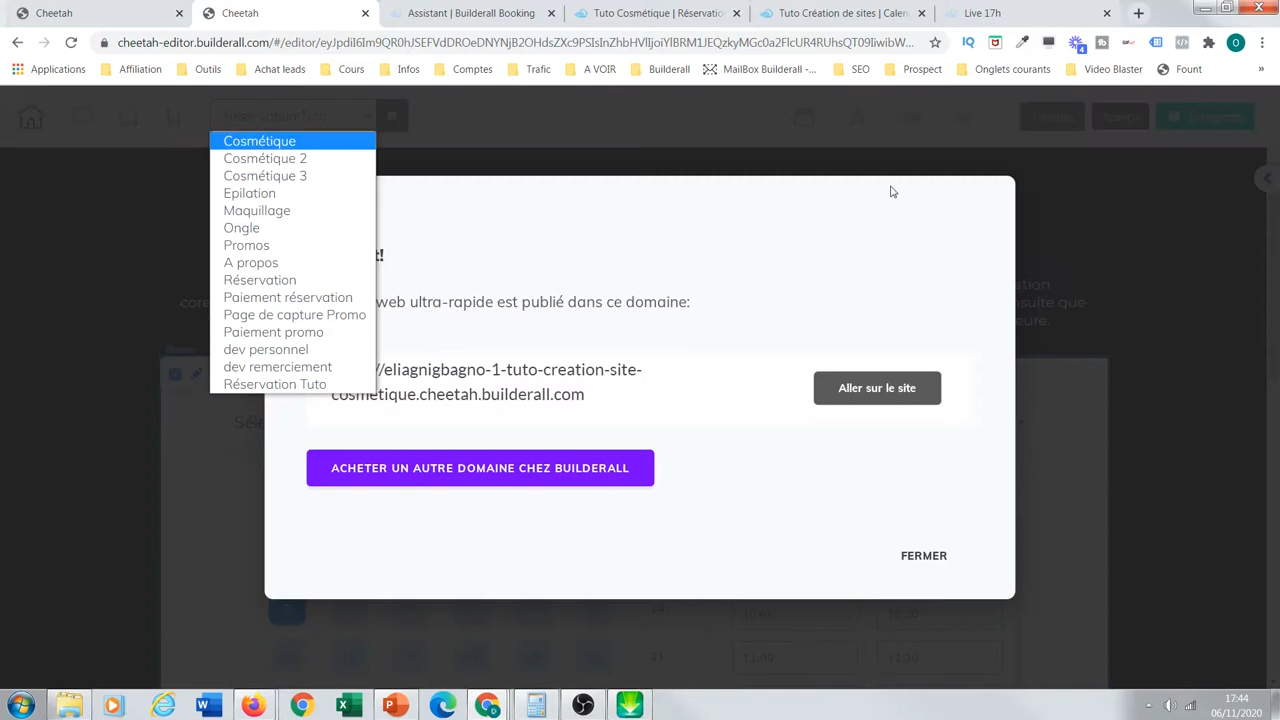 Cheetah
Cheetah
Assistant | Builderall Booking
Tuto Cosmétique | Réservatio
Tuto Création de sites | Calen
Live 17h
cheetah-editor.builderall.com/#/editor/
Applications
Affiliation
Outils
Achat leads
Cours
Infos
Comptes
Trafic
A VOIR
Builderall
MailBox Builderall -...
SEO
Prospect
Onglets courants
Video Blaster
Fount
»
Cosmétique
Cosmétique 2
Cosmétique 3
Epilation
Maquillage
Ongle
Promos
A propos
Réservation
Paiement réservation
Page de capture Promo
Paiement promo
dev personnel
dev remerciement
Réservation Tuto
t!
web ultra-rapide est publié dans ce domaine:
//eliagnigbagno-1-tuto-creation-site-
cosmetique.cheetah.builderall.com
Aller sur le site
ACHETER UN AUTRE DOMAINE CHEZ BUILDERALL
FERMER
17:44
06/11/2020